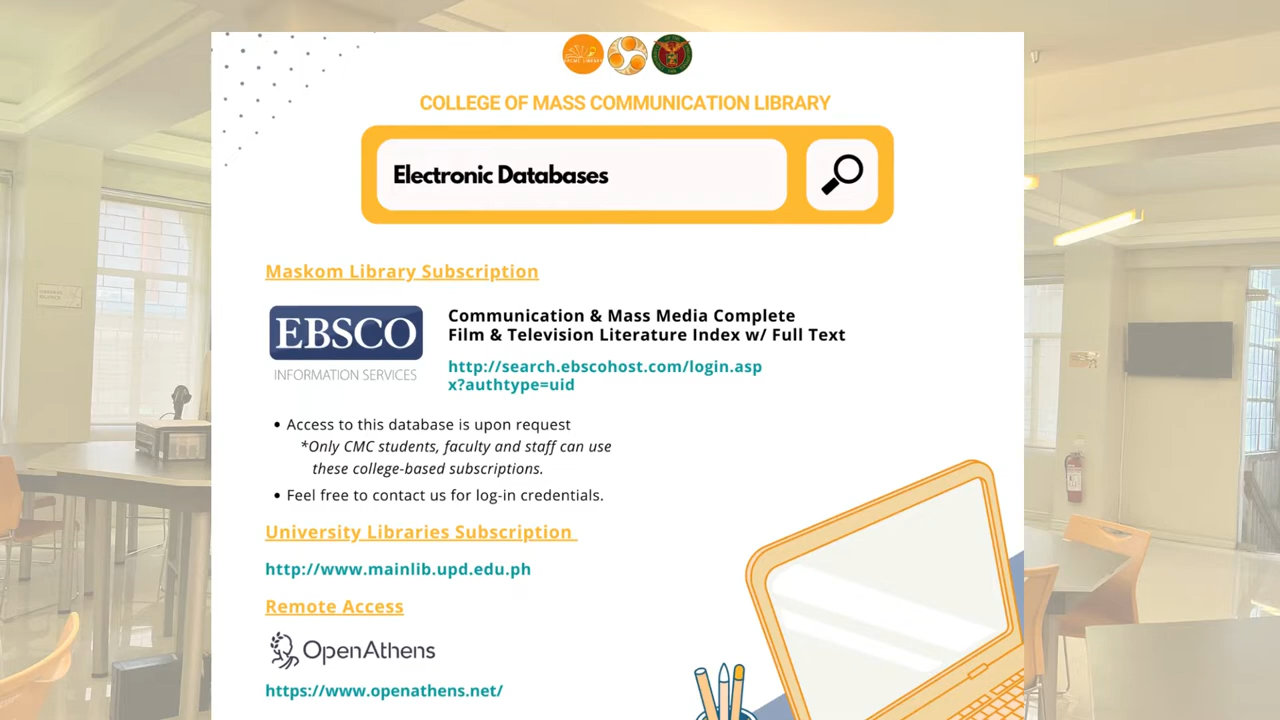 COLLEGE OF MASS COMMUNICATION LIBRARY
Electronic Databases
Maskom Library Subscription
EBSCO
INFORMATION SERVICES
Communication & Mass Media Complete
Film & Television Literature Index w/ Full Text
http://search.ebscohost.com/login.asp
x?authtype=uid
• Access to this database is upon request
*Only CMC students, faculty and staff can use
these college-based subscriptions.
• Feel free to contact us for log-in credentials.
University Libraries Subscription
http://www.mainlib.upd.edu.ph
Remote Access
OpenAthens
https://www.openathens.net/